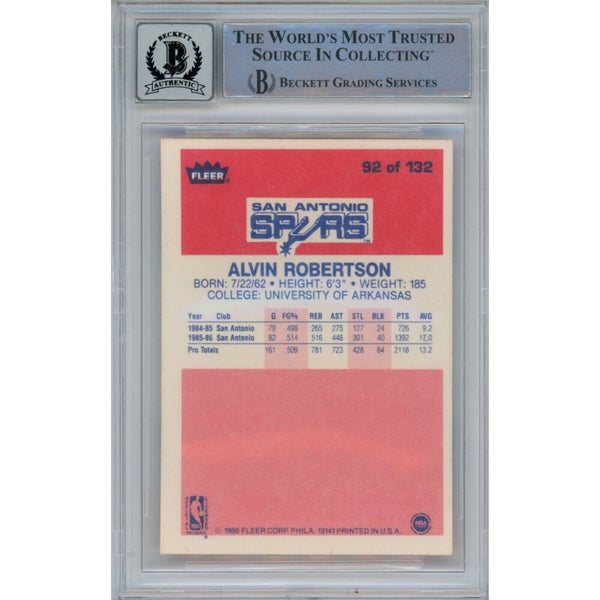 BECKETT
B
AUTHENTIC
THE WORLD'S MOST TRUSTED
SOURCE IN COLLECTING™
B BECKETT GRADING SERVICES
FLEER
92 of 132
SAN ANTONIO
SPURS
TM
ALVIN ROBERTSON
BORN: 7/22/62 • HEIGHT: 6'3" • WEIGHT: 185
COLLEGE: UNIVERSITY OF ARKANSAS
Year Club G FG% REB AST STL BLK PTS AVG
1984-85 San Antonio 79 .498 265 275 127 24 726 9.2
1985-86 San Antonio 82 .514 516 448 301 40 1392 17.0
Pro Totals 161 .509 781 723 428 64 2118 13.2
© 1986 FLEER CORP. PHILA. 19141 PRINTED IN U.S.A.
NBA